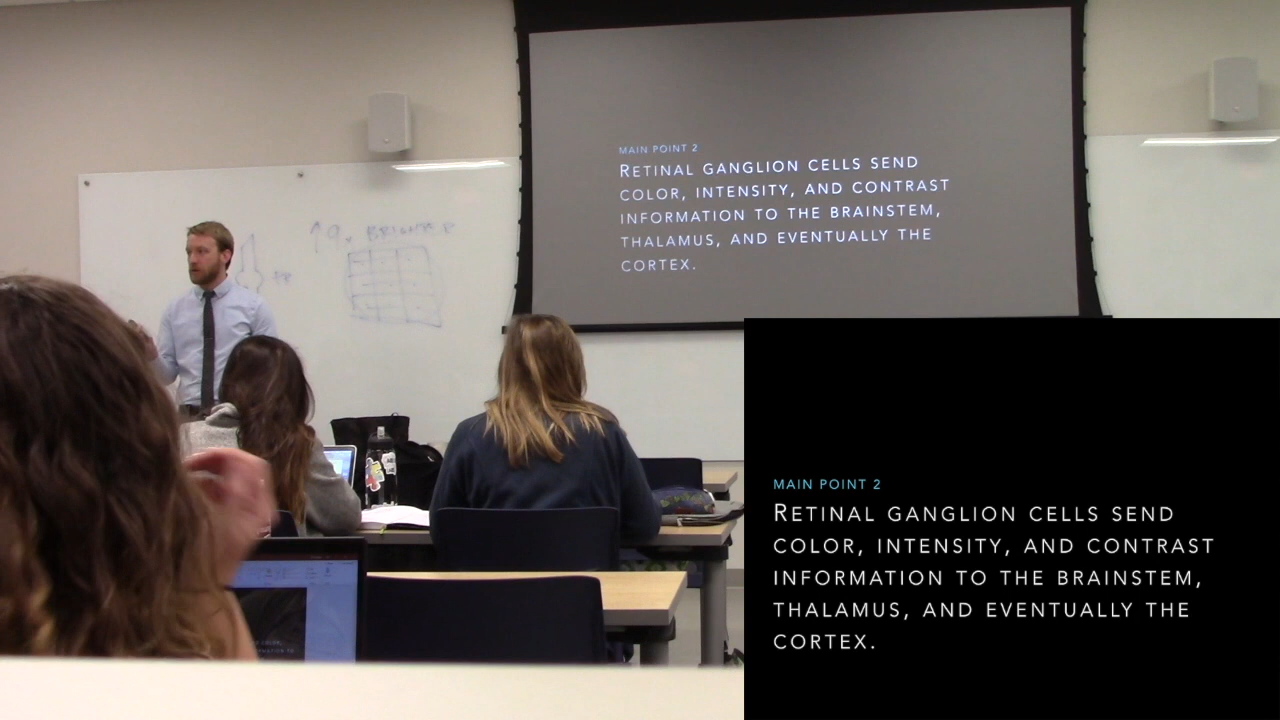 MAIN POINT 2
RETINAL GANGLION CELLS SEND
COLOR, INTENSITY, AND CONTRAST
INFORMATION TO THE BRAINSTEM,
THALAMUS, AND EVENTUALLY THE
CORTEX.
MAIN POINT 2
RETINAL GANGLION CELLS SEND
COLOR, INTENSITY, AND CONTRAST
INFORMATION TO THE BRAINSTEM,
THALAMUS, AND EVENTUALLY THE
CORTEX.